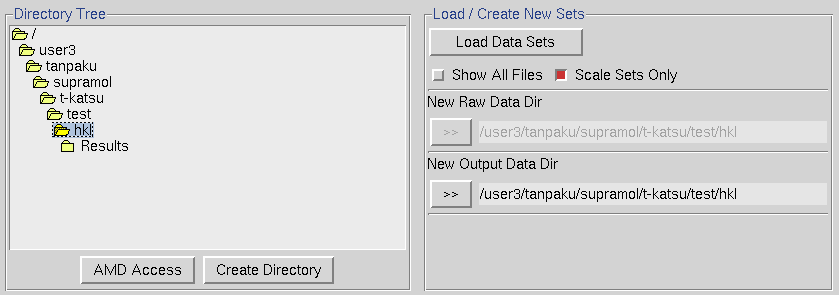 Directory Tree
/
user3
tanpaku
supramol
t-katsu
test
hkl
Results
AMD Access
Create Directory
Load / Create New Sets
Load Data Sets
Show All Files
Scale Sets Only
New Raw Data Dir
>> /user3/tanpaku/supramol/t-katsu/test/hkl
New Output Data Dir
>> /user3/tanpaku/supramol/t-katsu/test/hkl